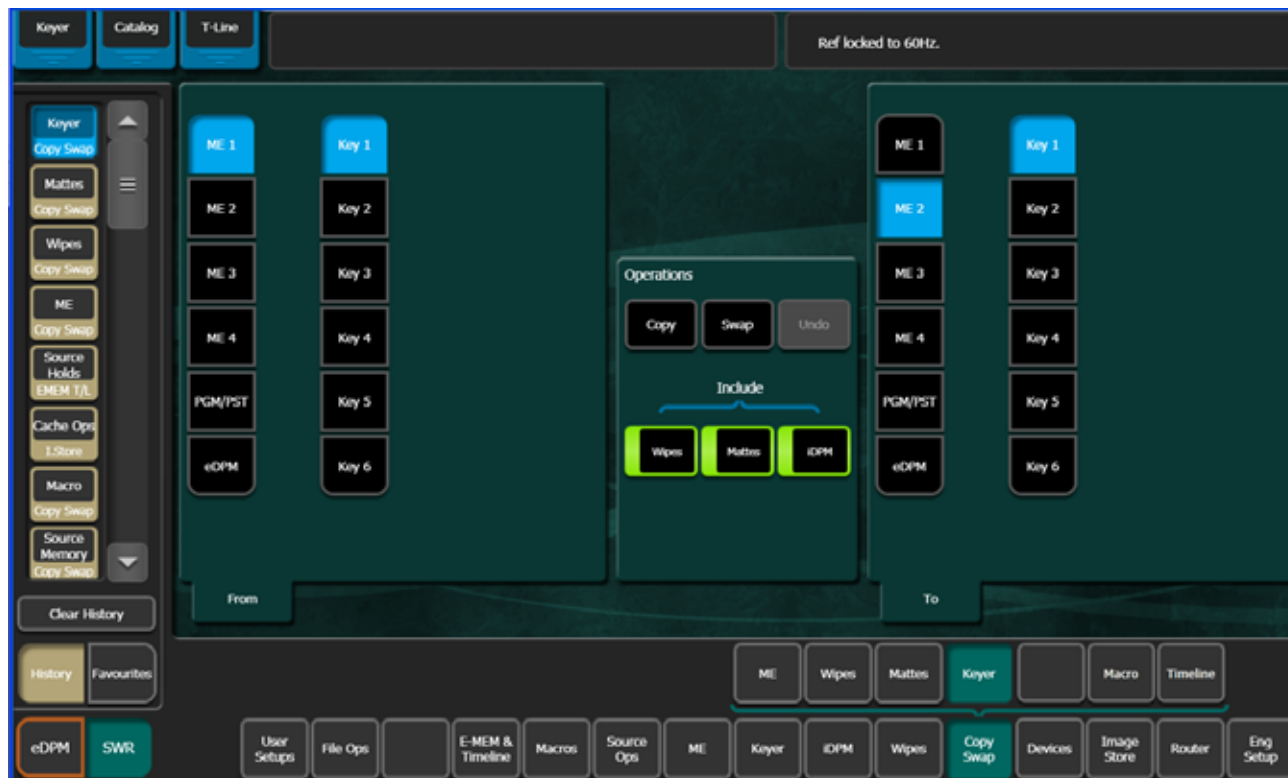 Keyer
Catalog
T-Line
Ref locked to 60Hz.
Keyer
Copy Swap
Mattes
Copy Swap
Wipes
Copy Swap
ME
Copy Swap
Source
Holds
EMEM T/L
Cache Ops
I.Store
Macro
Copy Swap
Source
Memory
Copy Swap
Clear History
History
Favourites
ME 1
ME 2
ME 3
ME 4
PGM/PST
eDPM
Key 1
Key 2
Key 3
Key 4
Key 5
Key 6
From
Operations
Copy
Swap
Undo
Include
Wipes
Mattes
iDPM
ME 1
ME 2
ME 3
ME 4
PGM/PST
eDPM
Key 1
Key 2
Key 3
Key 4
Key 5
Key 6
To
ME
Wipes
Mattes
Keyer
Macro
Timeline
eDPM
SWR
User
Setups
File Ops
E-MEM &
Timeline
Macros
Source
Ops
ME
Keyer
iDPM
Wipes
Copy
Swap
Devices
Image
Store
Router
Eng
Setup